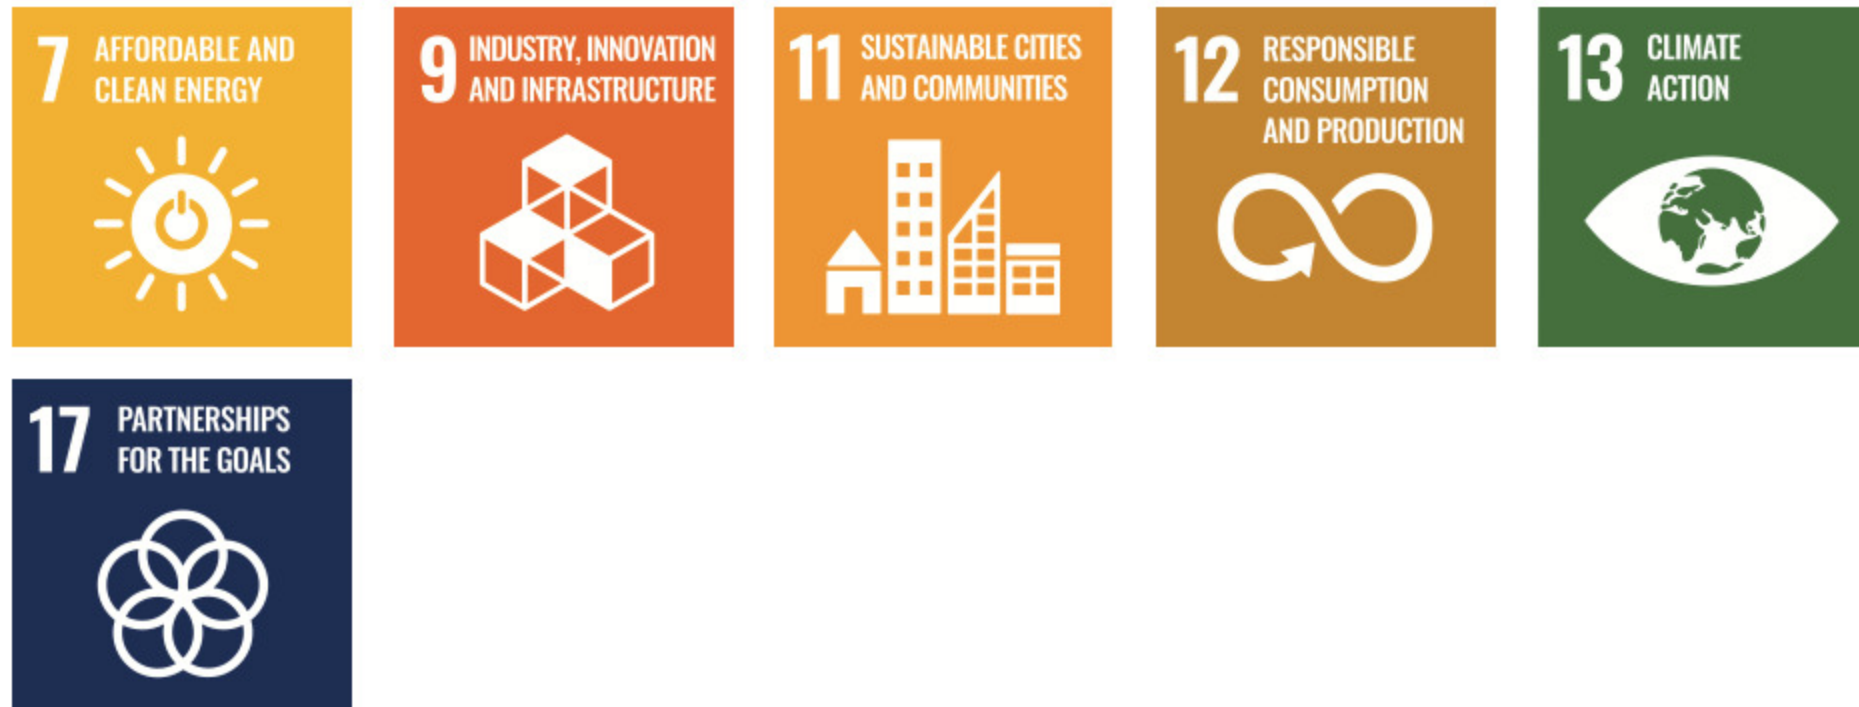 7 AFFORDABLE AND
CLEAN ENERGY
9 INDUSTRY, INNOVATION
AND INFRASTRUCTURE
11 SUSTAINABLE CITIES
AND COMMUNITIES
12 RESPONSIBLE
CONSUMPTION
AND PRODUCTION
13 CLIMATE
ACTION
17 PARTNERSHIPS
FOR THE GOALS